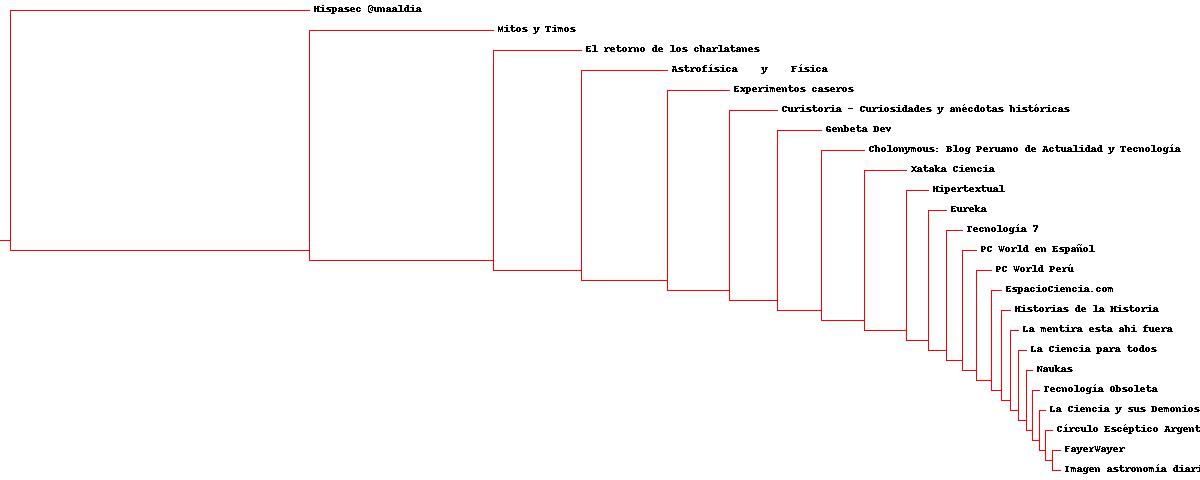 Hispasec @unaaldia
Mitos y Timos
El retorno de los charlatanes
Astrofísica y Física
Experimentos caseros
Curistoria - Curiosidades y anécdotas históricas
Genbeta Dev
Cholonymous: Blog Peruano de Actualidad y Tecnología
Xataka Ciencia
Hipertextual
Eureka
Tecnología 7
PC World en Español
PC World Perú
EspacioCiencia.com
Historias de la Historia
La mentira esta ahi fuera
La Ciencia para todos
Naukas
Tecnología Obsoleta
La Ciencia y sus Demonios
Círculo Escéptico Argent
FayerWayer
Imagen astronomía diari